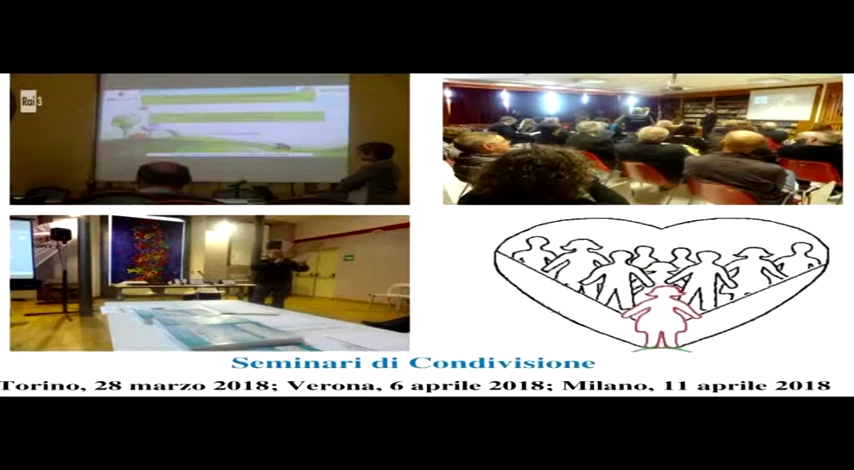 Rai 3
Seminari di Condivisione
Torino, 28 marzo 2018; Verona, 6 aprile 2018; Milano, 11 aprile 2018